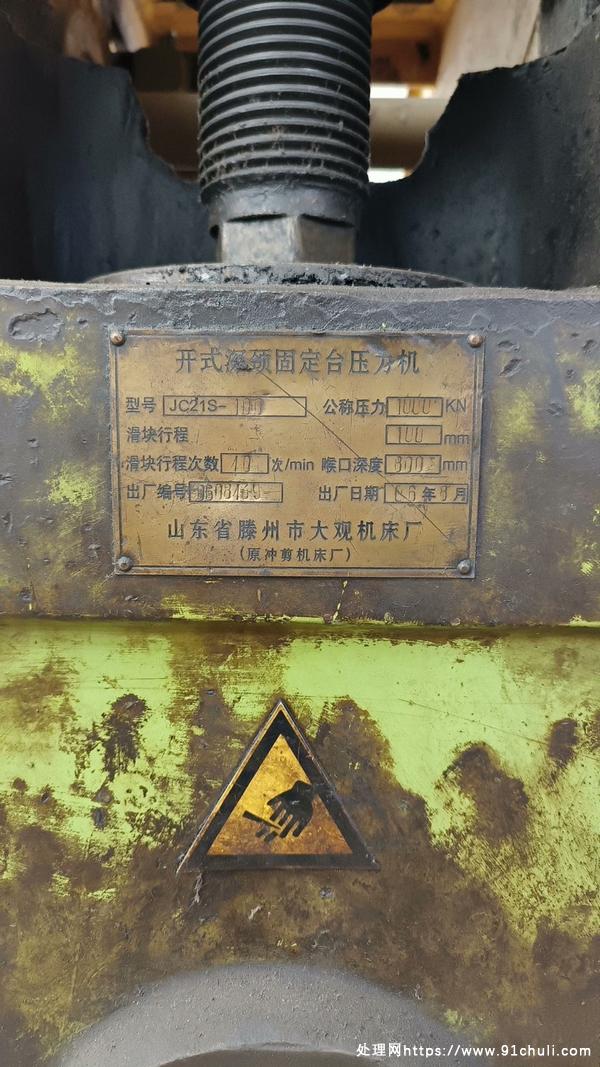 开式深颈固定台压力机
型号 JC21S-100 公称压力 1000 KN
滑块行程 100 mm
滑块行程次数 40 次/min 喉口深度 800 mm
出厂编号 出厂日期 06年8月
山东省滕州市大观机床厂
(原冲剪机床厂)
处理网https://www.91chuli.com